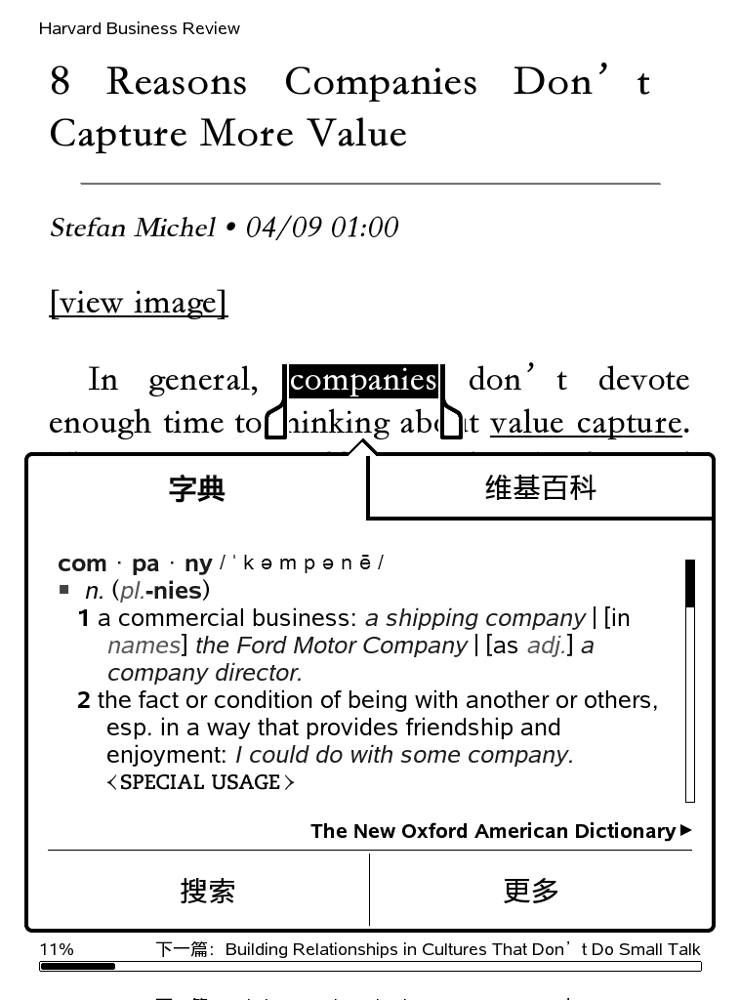 Harvard Business Review
8 Reasons Companies Don’t
Capture More Value
Stefan Michel • 04/09 01:00
[view image]
In general, companies don’t devote
enough time to thinking about value capture.
字典
维基百科
com · pa · ny /ˈkəmpənē/
■ n. (pl.-nies)
1 a commercial business: a shipping company | [in
names] the Ford Motor Company | [as adj.] a
company director.
2 the fact or condition of being with another or others,
esp. in a way that provides friendship and
enjoyment: I could do with some company.
<SPECIAL USAGE>
The New Oxford American Dictionary ▶
搜索
更多
11%
下一篇：Building Relationships in Cultures That Don’t Do Small Talk